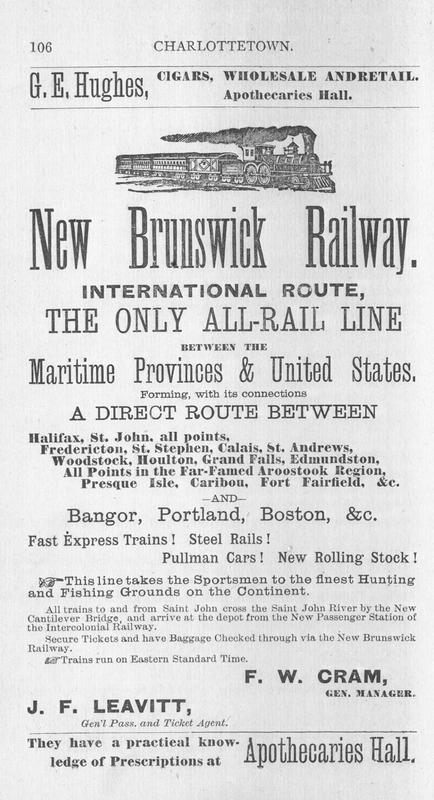 106 CHARLOTTETOWN.
G. E. Hughes, CIGARS, WHOLESALE ANDRETAIL.
Apothecaries Hall.
New Brunswick Railway.
INTERNATIONAL ROUTE,
THE ONLY ALL-RAIL LINE
BETWEEN THE
Maritime Provinces & United States.
Forming, with its connections
A DIRECT ROUTE BETWEEN
Halifax, St. John, all points,
Fredericton, St. Stephen, Calais, St. Andrews,
Woodstock, Houlton, Grand Falls, Edmundston,
All Points in the Far-Famed Aroostook Region,
Presque Isle, Caribou, Fort Fairfield, &c.
—AND—
Bangor, Portland, Boston, &c.
Fast Express Trains! Steel Rails!
Pullman Cars! New Rolling Stock!
☞This line takes the Sportsmen to the finest Hunting
and Fishing Grounds on the Continent.
All trains to and from Saint John cross the Saint John River by the New
Cantilever Bridge, and arrive at the depot from the New Passenger Station of
the Intercolonial Railway.
Secure Tickets and have Baggage Checked through via the New Brunswick
Railway.
☞Trains run on Eastern Standard Time.
F. W. CRAM,
GEN. MANAGER.
J. F. LEAVITT,
Gen'l Pass. and Ticket Agent.
They have a practical know-
ledge of Prescriptions at Apothecaries Hall.